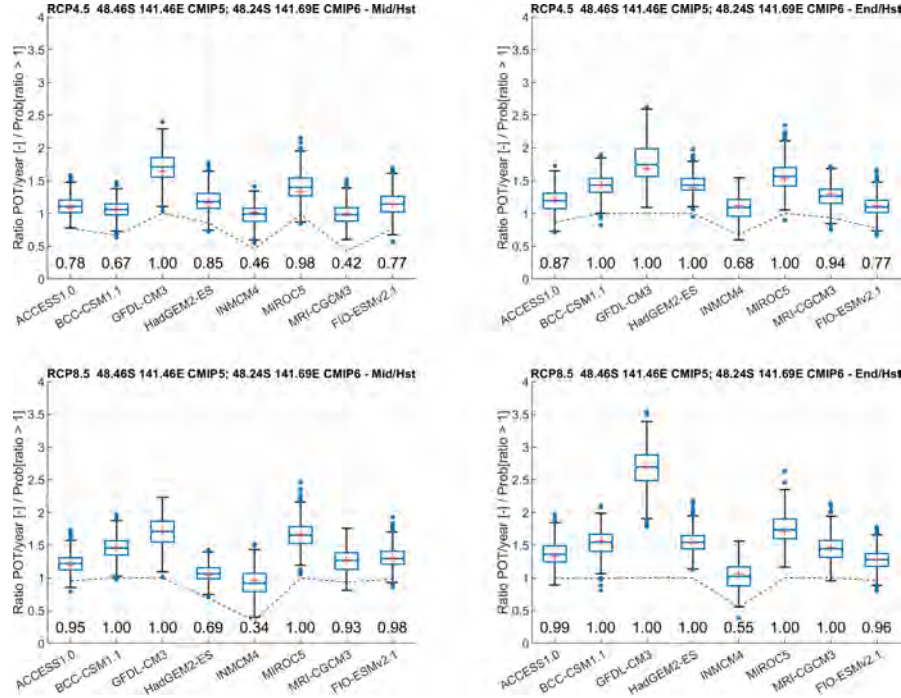 RCP4.5 48.46S 141.46E CMIP5; 48.24S 141.69E CMIP6 - Mid/Hst
Ratio POT/year [-] / Prob[ratio > 1]
4
3.5
3
2.5
2
1.5
1
0.5
0
0.78 0.67 1.00 0.85 0.46 0.98 0.42 0.77
ACCESS1.0 BCC-CSM1.1 GFDL-CM3 HadGEM2-ES INMCM4 MIROC5 MRI-CGCM3 FIO-ESMv2.1
RCP4.5 48.46S 141.46E CMIP5; 48.24S 141.69E CMIP6 - End/Hst
Ratio POT/year [-] / Prob[ratio > 1]
4
3.5
3
2.5
2
1.5
1
0.5
0
0.87 1.00 1.00 1.00 0.68 1.00 0.94 0.77
ACCESS1.0 BCC-CSM1.1 GFDL-CM3 HadGEM2-ES INMCM4 MIROC5 MRI-CGCM3 FIO-ESMv2.1
RCP8.5 48.46S 141.46E CMIP5; 48.24S 141.69E CMIP6 - Mid/Hst
Ratio POT/year [-] / Prob[ratio > 1]
4
3.5
3
2.5
2
1.5
1
0.5
0
0.95 1.00 1.00 0.69 0.34 1.00 0.93 0.98
ACCESS1.0 BCC-CSM1.1 GFDL-CM3 HadGEM2-ES INMCM4 MIROC5 MRI-CGCM3 FIO-ESMv2.1
RCP8.5 48.46S 141.46E CMIP5; 48.24S 141.69E CMIP6 - End/Hst
Ratio POT/year [-] / Prob[ratio > 1]
4
3.5
3
2.5
2
1.5
1
0.5
0
0.99 1.00 1.00 1.00 0.55 1.00 1.00 0.96
ACCESS1.0 BCC-CSM1.1 GFDL-CM3 HadGEM2-ES INMCM4 MIROC5 MRI-CGCM3 FIO-ESMv2.1